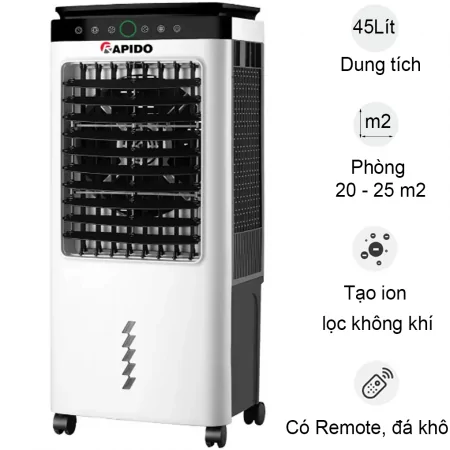 RAPIDO
45Lít
Dung tích
m2
Phòng
20 - 25 m2
Tạo ion
lọc không khí
Có Remote, đá khô